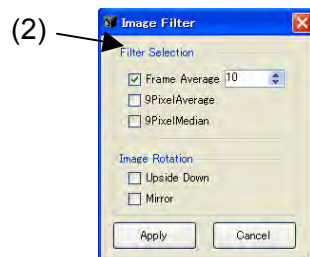 (2)
Image Filter
Filter Selection
Frame Average 10
9PixelAverage
9PixelMedian
Image Rotation
Upside Down
Mirror
Apply Cancel